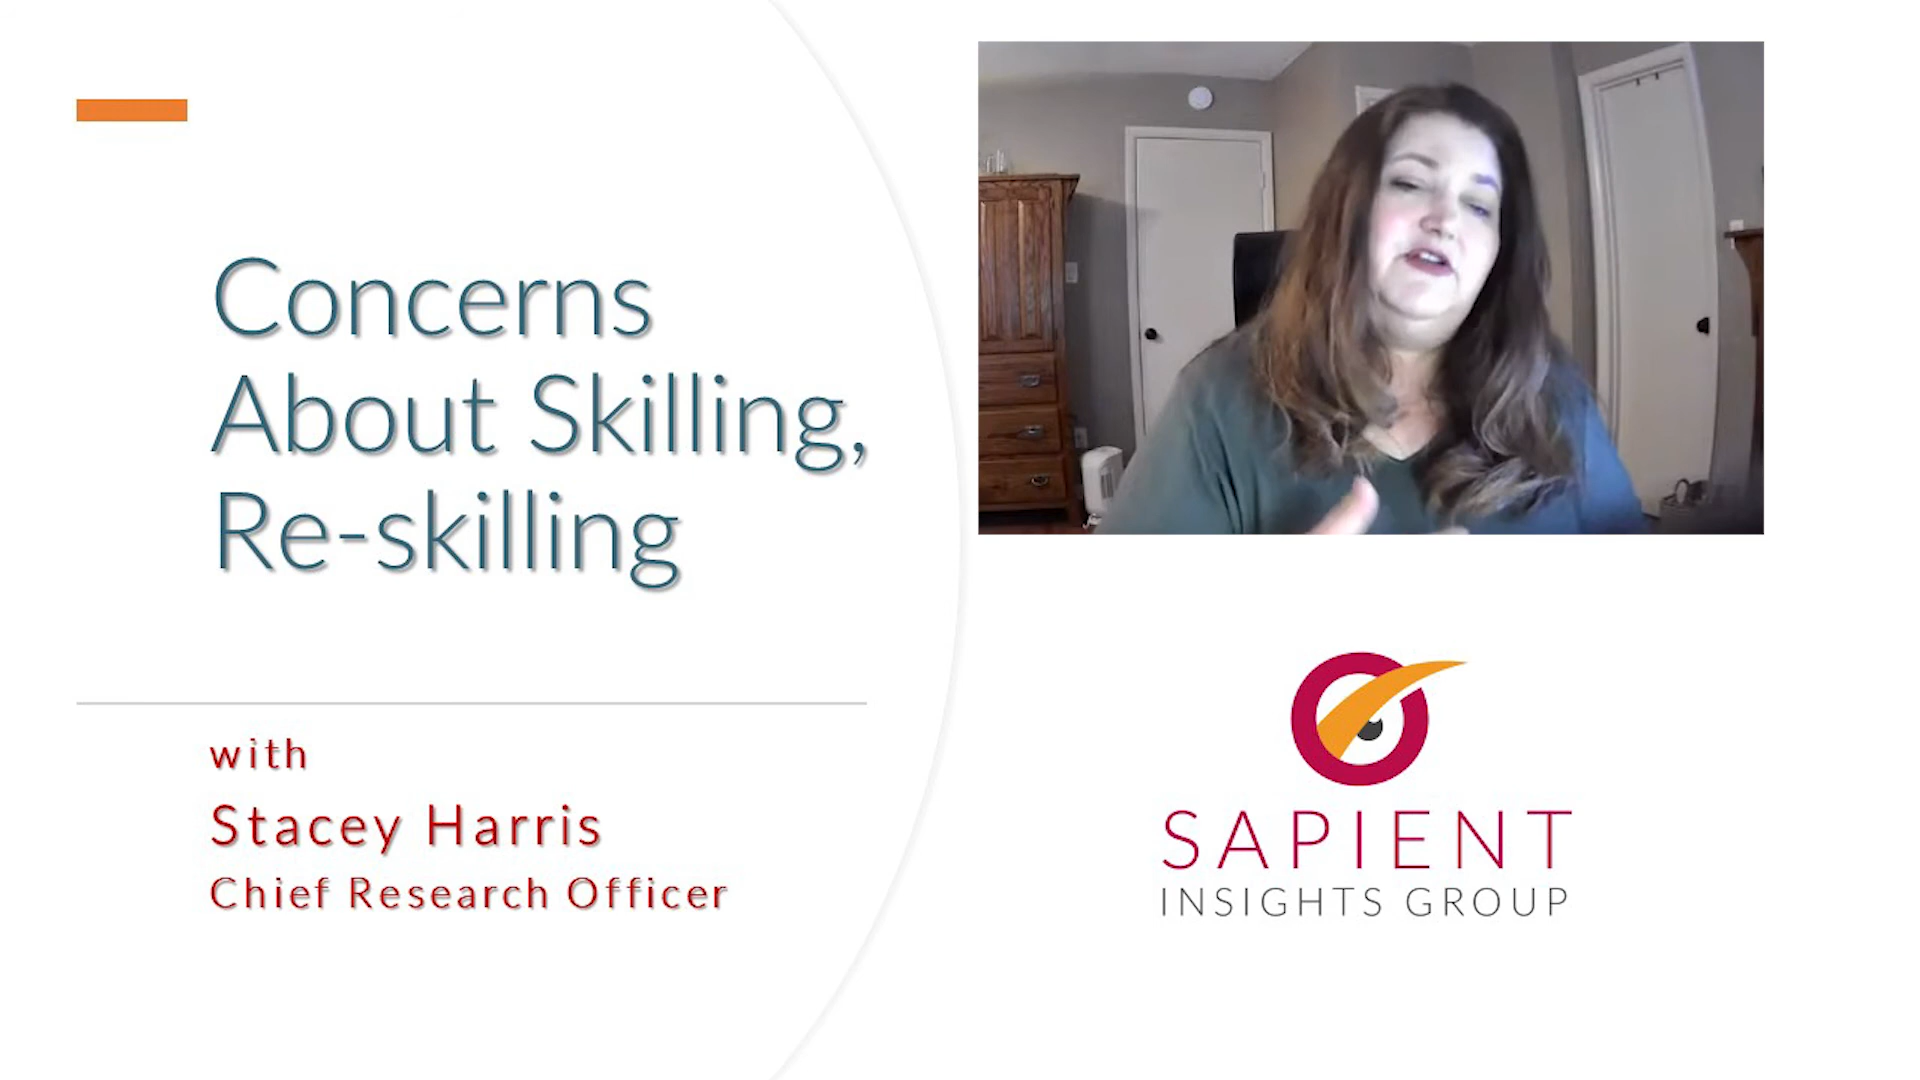 Concerns
About Skilling,
Re-skilling
with
Stacey Harris
Chief Research Officer
SAPIENT
INSIGHTS GROUP